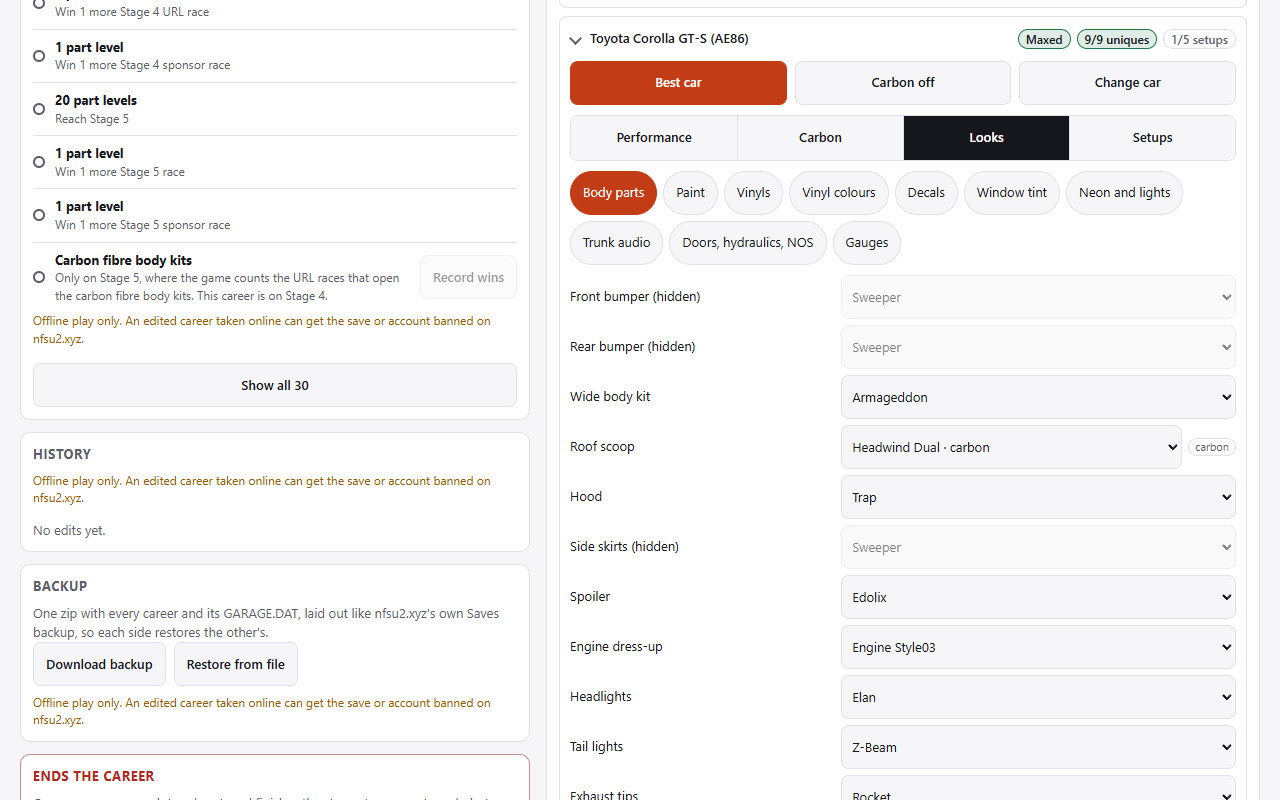 Win 1 more Stage 4 URL race
1 part level
Win 1 more Stage 4 sponsor race
20 part levels
Reach Stage 5
1 part level
Win 1 more Stage 5 race
1 part level
Win 1 more Stage 5 sponsor race
Carbon fibre body kits
Only on Stage 5, where the game counts the URL races that open
the carbon fibre body kits. This career is on Stage 4.
Record wins
Offline play only. An edited career taken online can get the save or account banned on
nfsu2.xyz.
Show all 30
HISTORY
Offline play only. An edited career taken online can get the save or account banned on
nfsu2.xyz.
No edits yet.
BACKUP
One zip with every career and its GARAGE.DAT, laid out like nfsu2.xyz's own Saves
backup, so each side restores the other's.
Download backup
Restore from file
Offline play only. An edited career taken online can get the save or account banned on
nfsu2.xyz.
ENDS THE CAREER
Toyota Corolla GT-S (AE86)
Maxed
9/9 uniques
1/5 setups
Best car
Carbon off
Change car
Performance
Carbon
Looks
Setups
Body parts
Paint
Vinyls
Vinyl colours
Decals
Window tint
Neon and lights
Trunk audio
Doors, hydraulics, NOS
Gauges
Front bumper (hidden)
Sweeper
Rear bumper (hidden)
Sweeper
Wide body kit
Armageddon
Roof scoop
Headwind Dual · carbon
carbon
Hood
Trap
Side skirts (hidden)
Sweeper
Spoiler
Edolix
Engine dress-up
Engine Style03
Headlights
Elan
Tail lights
Z-Beam
Exhaust tips
Rocket